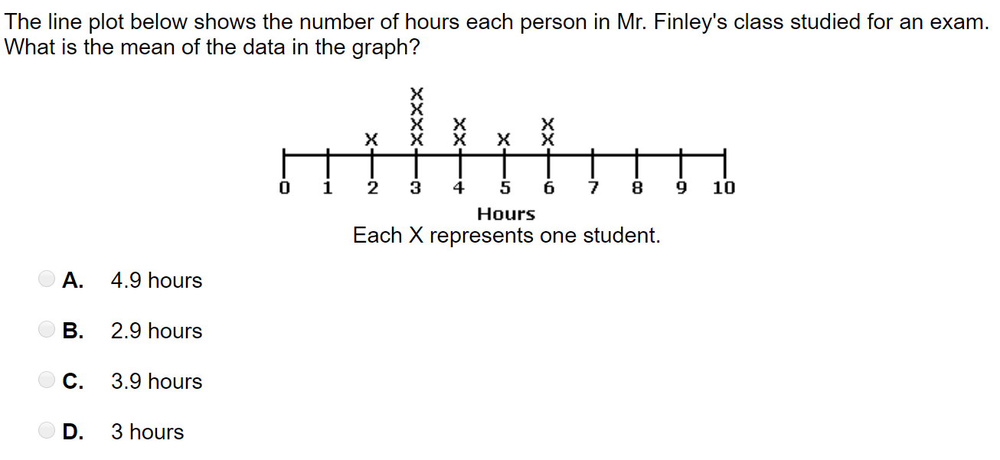 The line plot below shows the number of hours each person in Mr. Finley's class studied for an exam.
What is the mean of the data in the graph?
X
X
X X X
X X X X X
0 1 2 3 4 5 6 7 8 9 10
Hours
Each X represents one student.
A. 4.9 hours
B. 2.9 hours
C. 3.9 hours
D. 3 hours